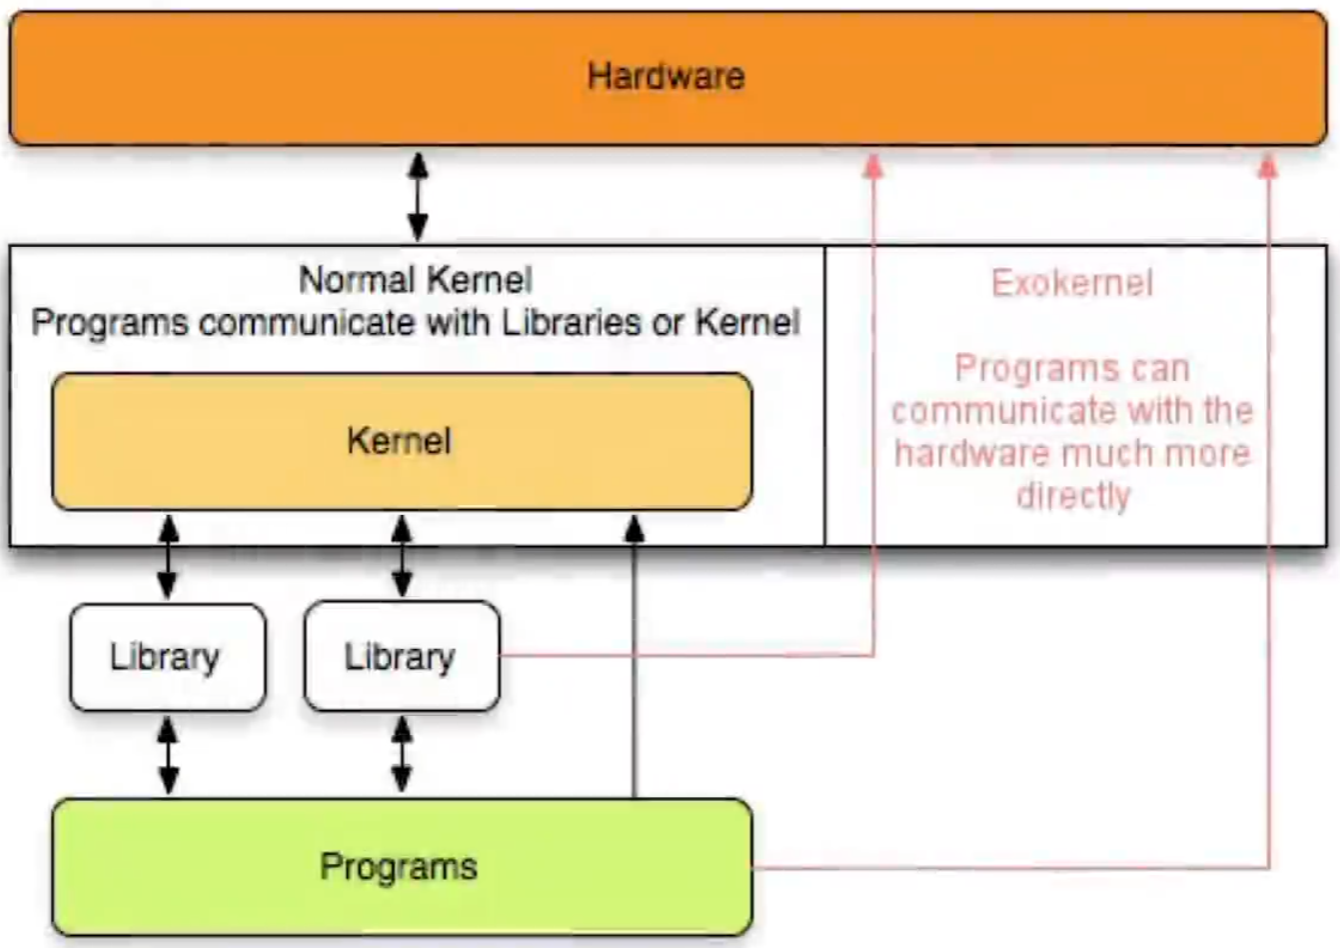 Hardware
Normal Kernel
Programs communicate with Libraries or Kernel
Kernel
Exokernel
Programs can
communicate with the
hardware much more
directly
Library
Library
Programs